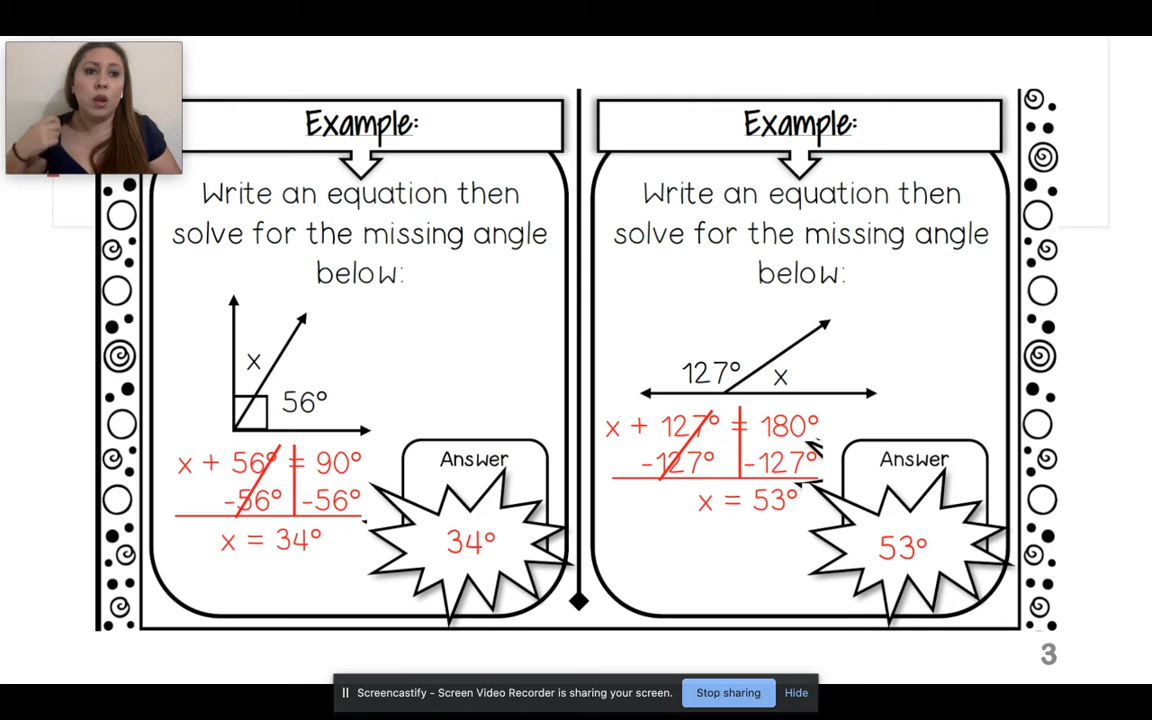 Example:
Write an equation then
solve for the missing angle
below:
x
56°
x + 56° = 90°
-56° -56°
x = 34°
Answer
34°
Example:
Write an equation then
solve for the missing angle
below:
127° x
x + 127° = 180°
-127° -127°
x = 53°
Answer
53°
3
Screencastify - Screen Video Recorder is sharing your screen. Stop sharing Hide